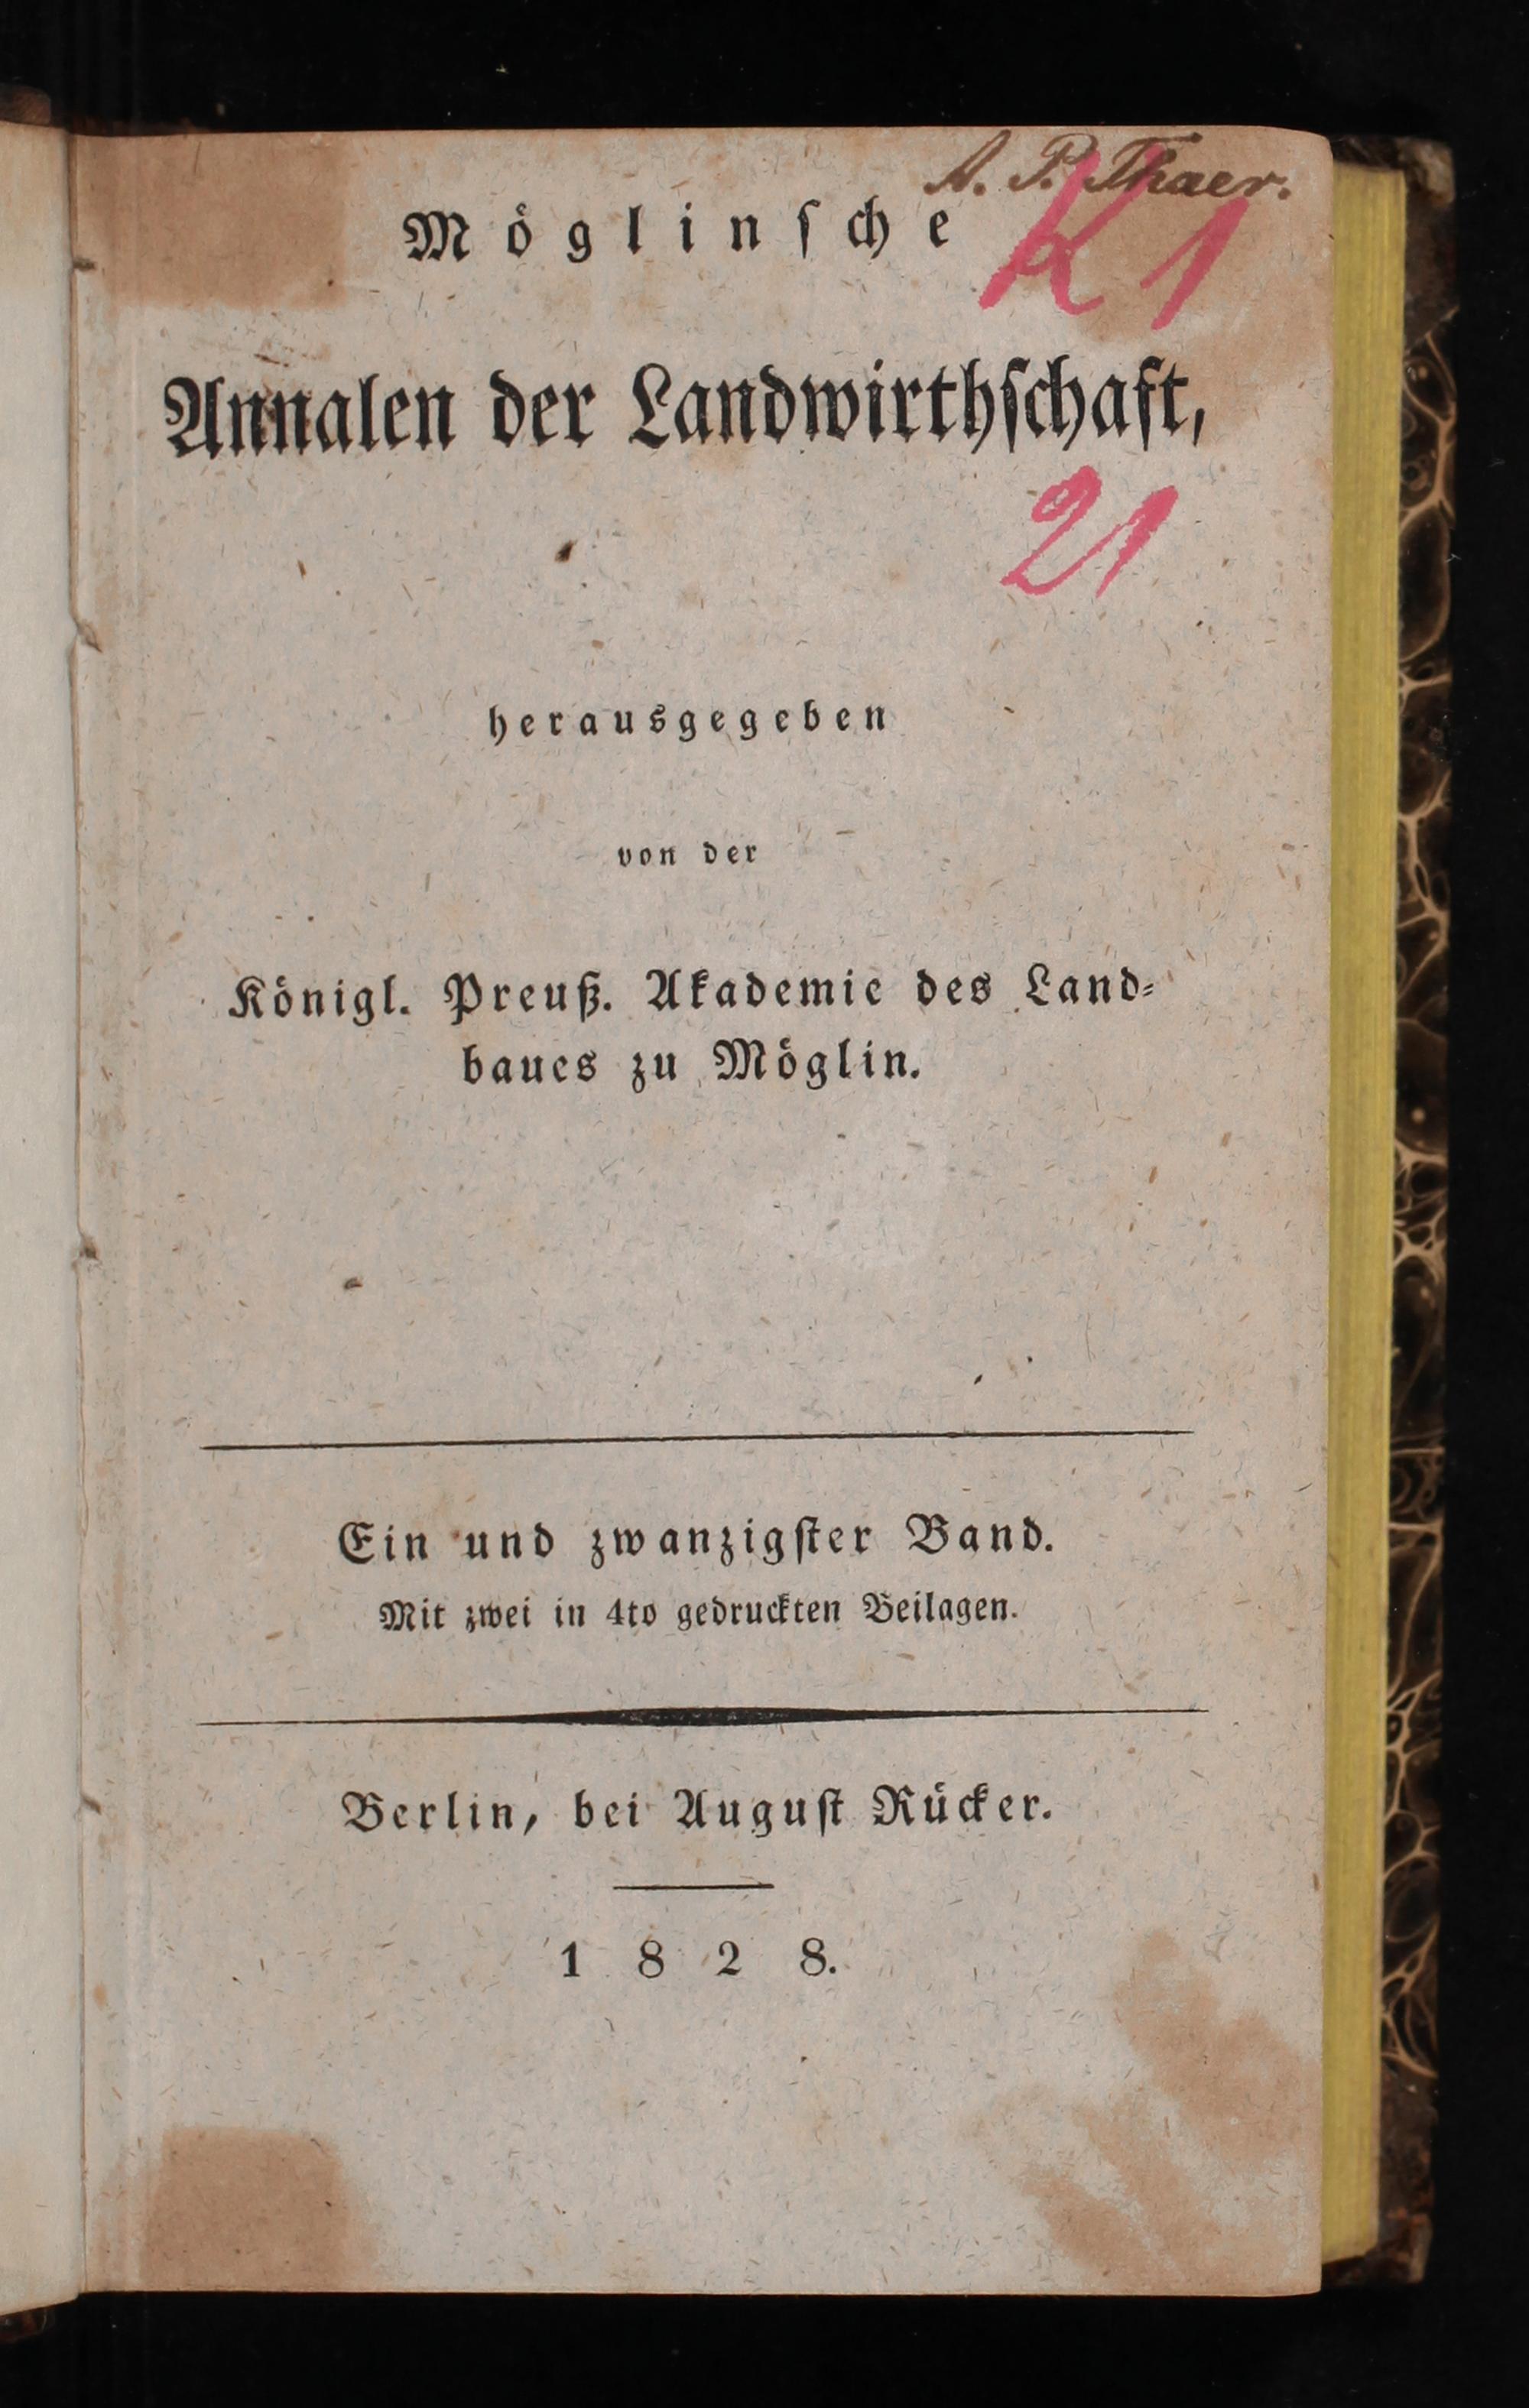 A. P. Thaer.
Möglinſche
K 1
Annalen der Landwirthſchaft,
21
herausgegeben
von der
Königl. Preuß. Akademie des Land⸗
baues zu Möglin.
Ein und zwanzigſter Band.
Mit zwei in 4to gedruckten Beilagen.
Berlin, bei Auguſt Rücker.
1828.